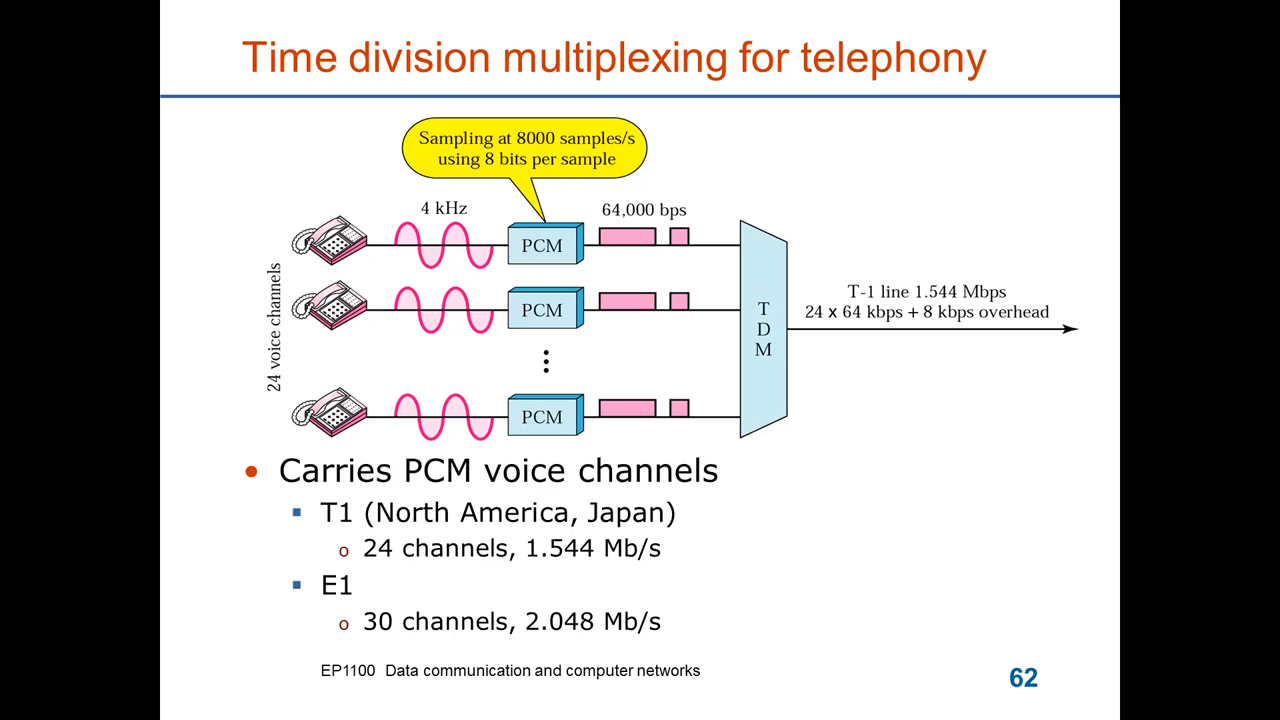 Time division multiplexing for telephony
Sampling at 8000 samples/s
using 8 bits per sample
4 kHz
64,000 bps
PCM
PCM
PCM
24 voice channels
T
D
M
T-1 line 1.544 Mbps
24 x 64 kbps + 8 kbps overhead
• Carries PCM voice channels
▪ T1 (North America, Japan)
o 24 channels, 1.544 Mb/s
▪ E1
o 30 channels, 2.048 Mb/s
EP1100 Data communication and computer networks
62